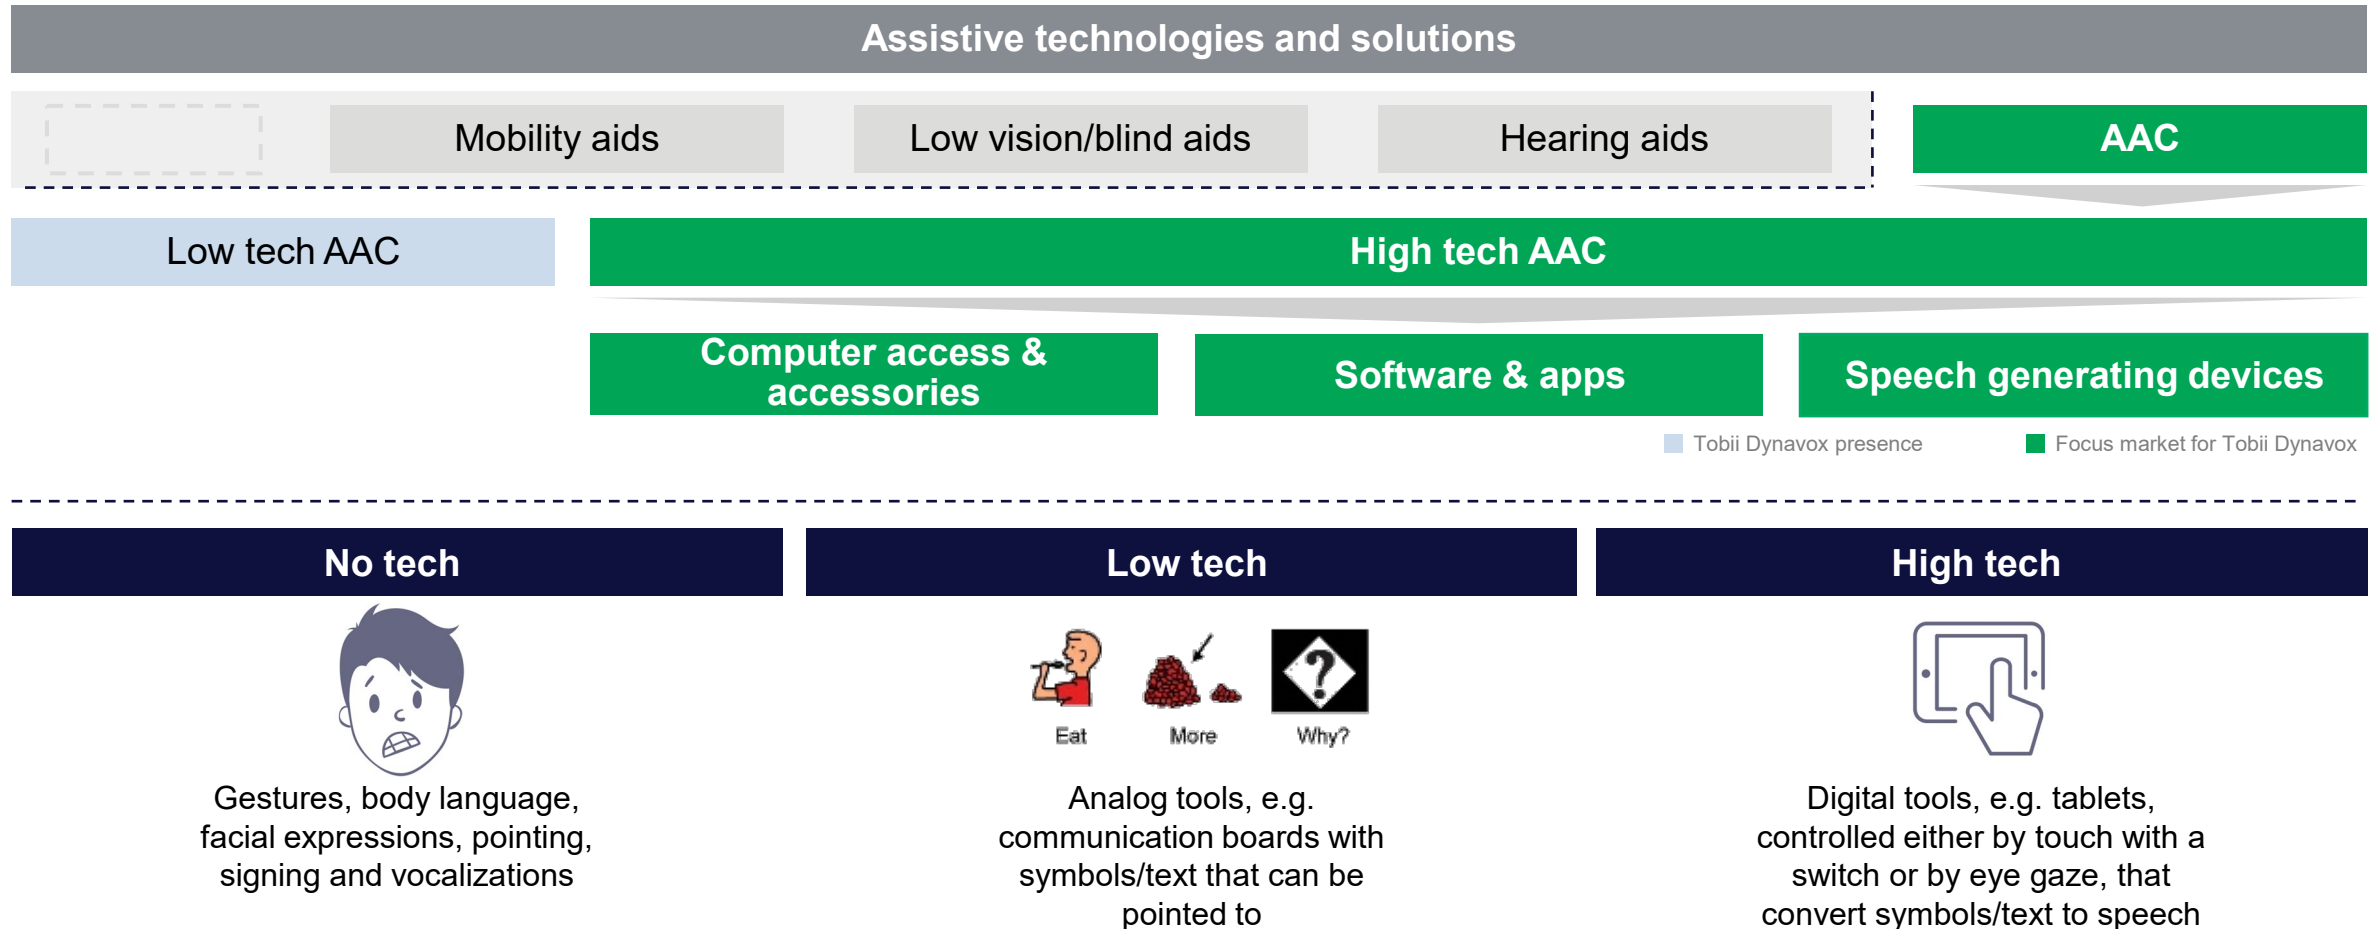 Assistive technologies and solutions
Mobility aids
Low vision/blind aids
Hearing aids
AAC
Low tech AAC
High tech AAC
Computer access &
accessories
Software & apps
Speech generating devices
Tobii Dynavox presence
Focus market for Tobii Dynavox
No tech
Low tech
High tech
Eat
More
?
Why?
Gestures, body language,
facial expressions, pointing,
signing and vocalizations
Analog tools, e.g.
communication boards with
symbols/text that can be
pointed to
Digital tools, e.g. tablets,
controlled either by touch with a
switch or by eye gaze, that
convert symbols/text to speech